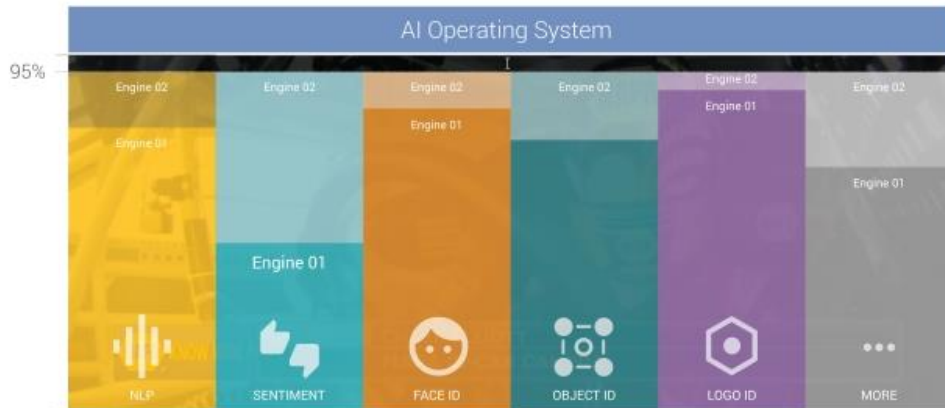 AI Operating System
95%
Engine 02
Engine 02
Engine 02
Engine 02
Engine 02
Engine 02
Engine 01
Engine 01
Engine 01
Engine 01
Engine 01
KNOW
NLP
SENTIMENT
FACE ID
OBJECT ID
LOGO ID
MORE